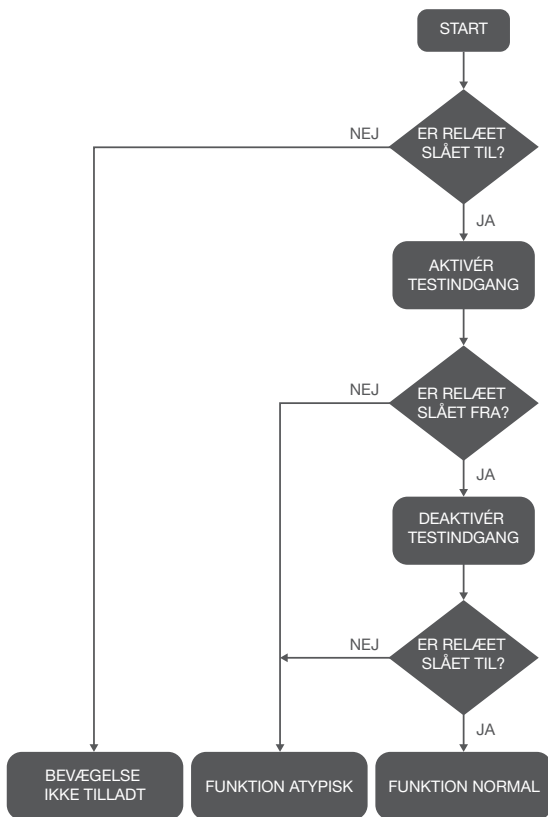 START
ER RELÆET
SLÅET TIL?
NEJ
JA
AKTIVÉR
TESTINDGANG
ER RELÆET
SLÅET FRA?
NEJ
JA
DEAKTIVÉR
TESTINDGANG
ER RELÆET
SLÅET TIL?
NEJ
JA
BEVÆGELSE
IKKE TILLADT
FUNKTION ATYPISK
FUNKTION NORMAL